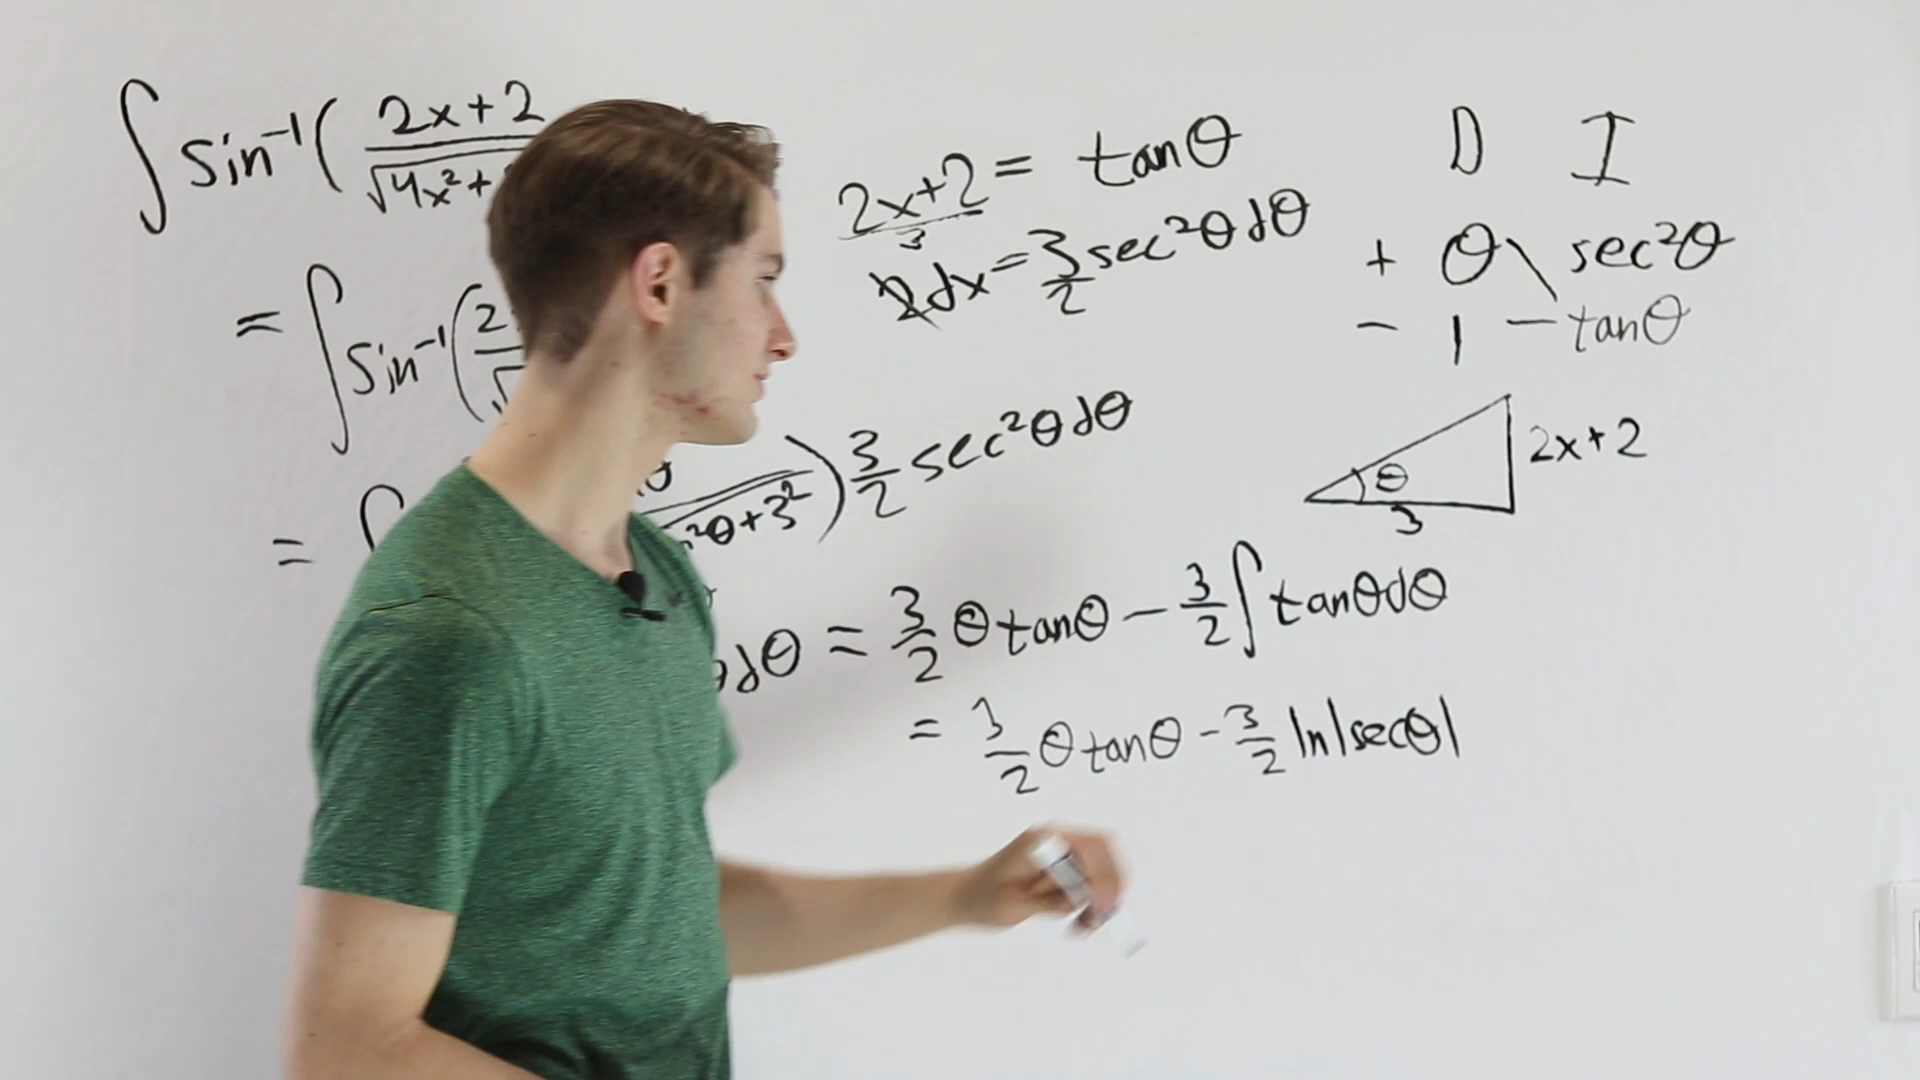 ∫ sin⁻¹( (2x+2)/√4x²+
(2x+2)/3 = tanθ
2dx = 3/2 sec²θ dθ
D I
+ θ sec²θ
− 1 − tanθ
= ∫ sin⁻¹( 2
= ∫ ²θ+3² ) 3/2 sec²θ dθ
θ
3
2x+2
dθ = 3/2 θ tanθ − 3/2 ∫ tanθ dθ
= 3/2 θ tanθ − 3/2 ln|secθ|